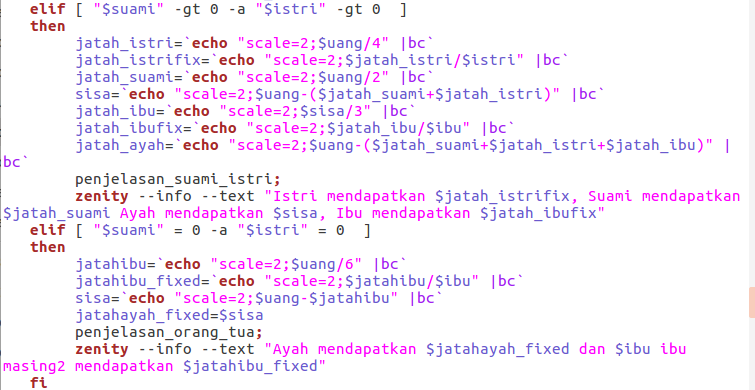 elif [ "$suami" -gt 0 -a "$istri" -gt 0  ]
then
jatah_istri=`echo "scale=2;$uang/4" |bc`
jatah_istrifix=`echo "scale=2;$jatah_istri/$istri" |bc`
jatah_suami=`echo "scale=2;$uang/2" |bc`
sisa=`echo "scale=2;$uang-($jatah_suami+$jatah_istri)" |bc`
jatah_ibu=`echo "scale=2;$sisa/3" |bc`
jatah_ibufix=`echo "scale=2;$jatah_ibu/$ibu" |bc`
jatah_ayah=`echo "scale=2;$uang-($jatah_suami+$jatah_istri+$jatah_ibu)" |
bc`
penjelasan_suami_istri;
zenity --info --text "Istri mendapatkan $jatah_istrifix, Suami mendapatkan
$jatah_suami Ayah mendapatkan $sisa, Ibu mendapatkan $jatah_ibufix"
elif [ "$suami" = 0 -a "$istri" = 0  ]
then
jatahibu=`echo "scale=2;$uang/6" |bc`
jatahibu_fixed=`echo "scale=2;$jatahibu/$ibu" |bc`
sisa=`echo "scale=2;$uang-$jatahibu" |bc`
jatahayah_fixed=$sisa
penjelasan_orang_tua;
zenity --info --text "Ayah mendapatkan $jatahayah_fixed dan $ibu ibu
masing2 mendapatkan $jatahibu_fixed"
fi